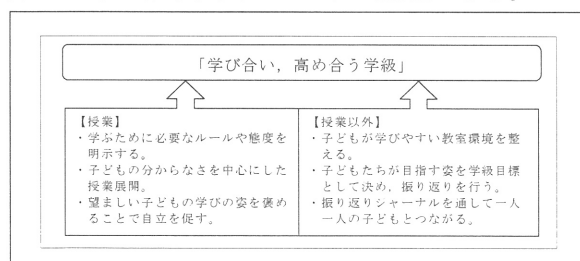 「学び合い，高め合う学級」
【授業】
・学ぶために必要なルールや態度を
明示する。
・子どもの分からなさを中心にした
授業展開。
・望ましい子どもの学びの姿を褒め
ることで自立を促す。
【授業以外】
・子どもが学びやすい教室環境を整
える。
・子どもたちが目指す姿を学級目標
として決め，振り返りを行う。
・振り返りジャーナルを通して一人
一人の子どもとつながる。